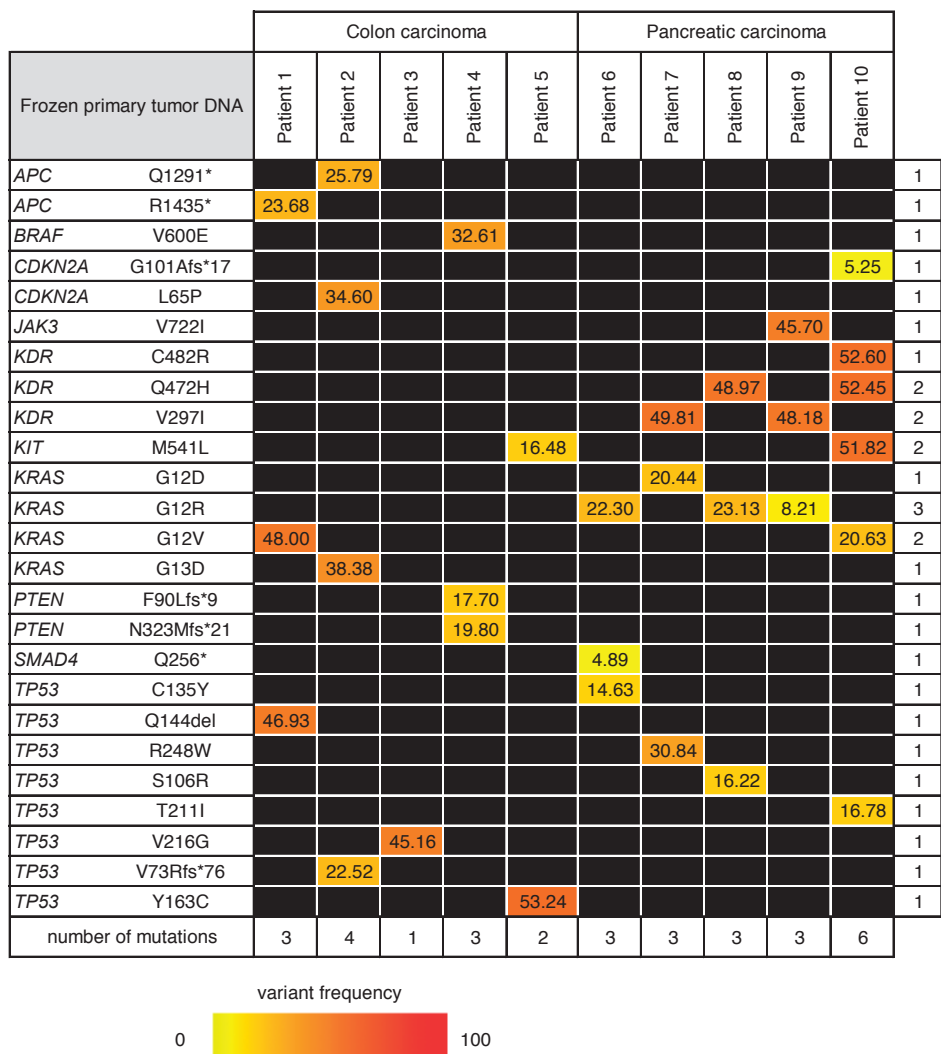 Colon carcinoma Pancreatic carcinoma
Frozen primary tumor DNA Patient 1 Patient 2 Patient 3 Patient 4 Patient 5 Patient 6 Patient 7 Patient 8 Patient 9 Patient 10
APC Q1291* 25.79 1
APC R1435* 23.68 1
BRAF V600E 32.61 1
CDKN2A G101Afs*17 5.25 1
CDKN2A L65P 34.60 1
JAK3 V722I 45.70 1
KDR C482R 52.60 1
KDR Q472H 48.97 52.45 2
KDR V297I 49.81 48.18 2
KIT M541L 16.48 51.82 2
KRAS G12D 20.44 1
KRAS G12R 22.30 23.13 8.21 3
KRAS G12V 48.00 20.63 2
KRAS G13D 38.38 1
PTEN F90Lfs*9 17.70 1
PTEN N323Mfs*21 19.80 1
SMAD4 Q256* 4.89 1
TP53 C135Y 14.63 1
TP53 Q144del 46.93 1
TP53 R248W 30.84 1
TP53 S106R 16.22 1
TP53 T211I 16.78 1
TP53 V216G 45.16 1
TP53 V73Rfs*76 22.52 1
TP53 Y163C 53.24 1
number of mutations 3 4 1 3 2 3 3 3 3 6
variant frequency
0 100